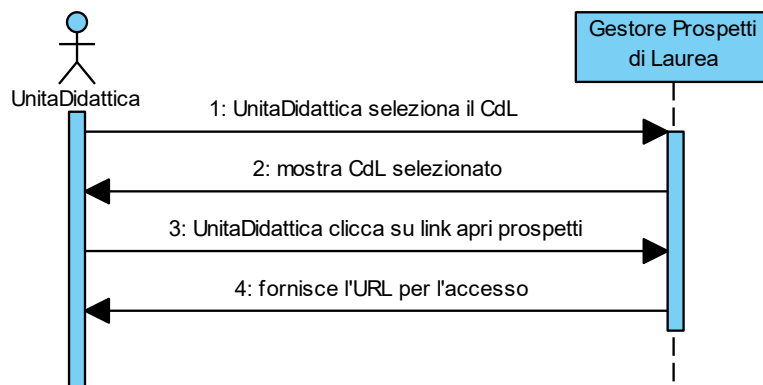 Gestore Prospetti
di Laurea
UnitaDidattica
1: UnitaDidattica seleziona il CdL
2: mostra CdL selezionato
3: UnitaDidattica clicca su link apri prospetti
4: fornisce l'URL per l'accesso